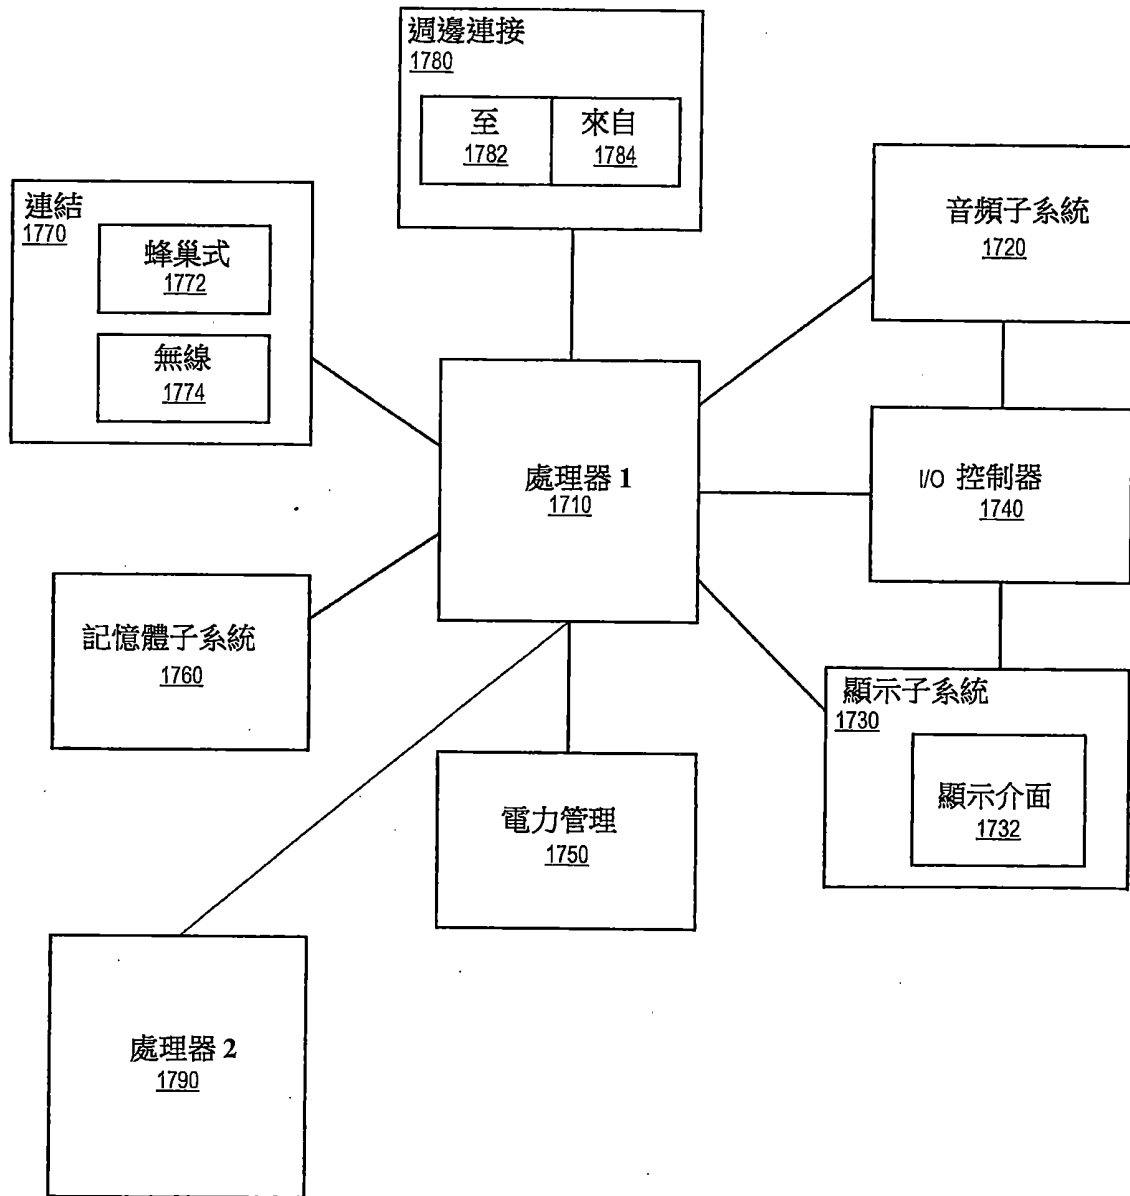 週邊連接
1780
至
1782
來自
1784
連結
1770
蜂巢式
1772
無線
1774
音頻子系統
1720
處理器 1
1710
I/O 控制器
1740
記憶體子系統
1760
顯示子系統
1730
顯示介面
1732
電力管理
1750
處理器 2
1790